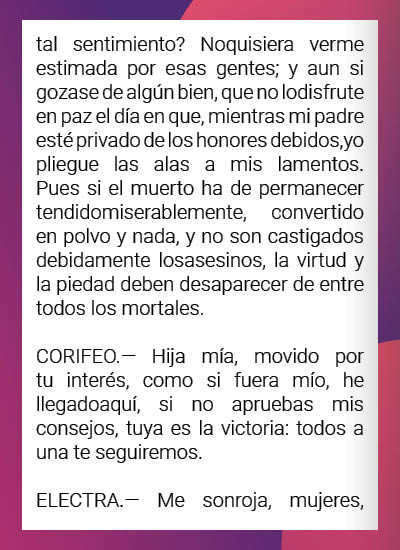 tal sentimiento? Noquisiera verme
estimada por esas gentes; y aun si
gozase de algún bien, que no lodisfrute
en paz el día en que, mientras mi padre
esté privado de los honores debidos,yo
pliegue las alas a mis lamentos.
Pues si el muerto ha de permanecer
tendidomiserablemente, convertido
en polvo y nada, y no son castigados
debidamente losasesinos, la virtud y
la piedad deben desaparecer de entre
todos los mortales.
CORIFEO.— Hija mía, movido por
tu interés, como si fuera mío, he
llegadoaquí, si no apruebas mis
consejos, tuya es la victoria: todos a
una te seguiremos.
ELECTRA.— Me sonroja, mujeres,